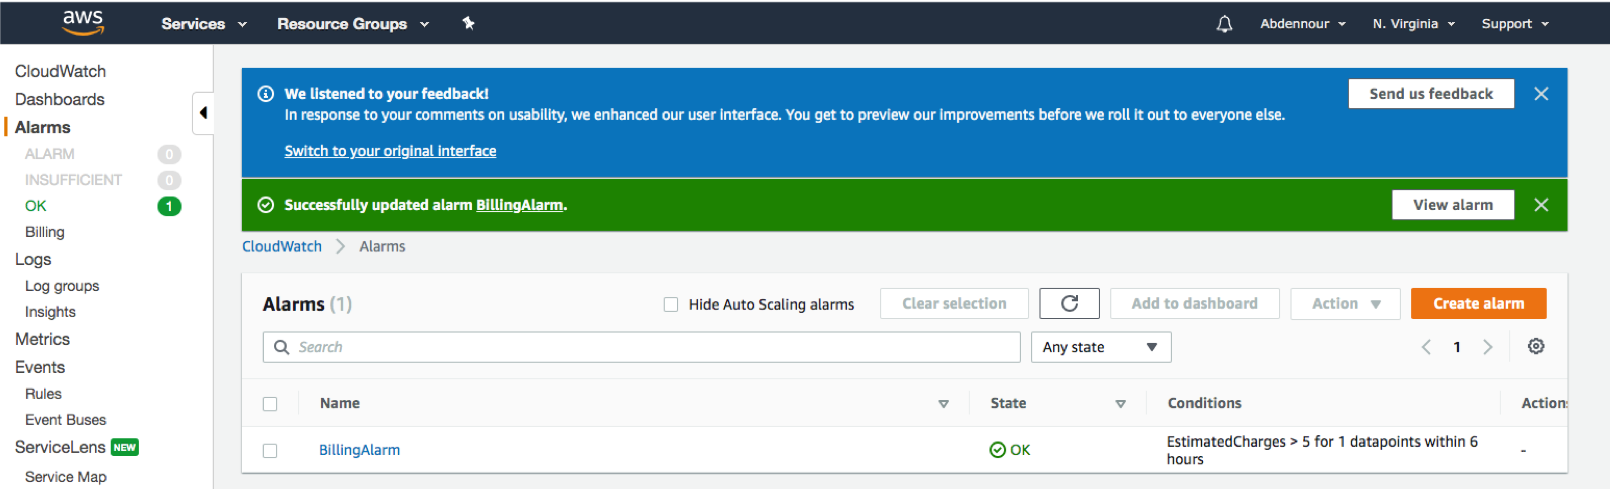 aws Services Resource Groups Abdennour N. Virginia Support
CloudWatch
Dashboards
Alarms
ALARM 0
INSUFFICIENT 0
OK 1
Billing
Logs
Log groups
Insights
Metrics
Events
Rules
Event Buses
ServiceLens NEW
Service Map
We listened to your feedback!
In response to your comments on usability, we enhanced our user interface. You get to preview our improvements before we roll it out to everyone else.
Switch to your original interface
Send us feedback
Successfully updated alarm BillingAlarm.
View alarm
CloudWatch Alarms
Alarms (1)
Hide Auto Scaling alarms Clear selection Add to dashboard Action Create alarm
Search Any state 1
Name State Conditions Action
BillingAlarm OK EstimatedCharges > 5 for 1 datapoints within 6
hours -